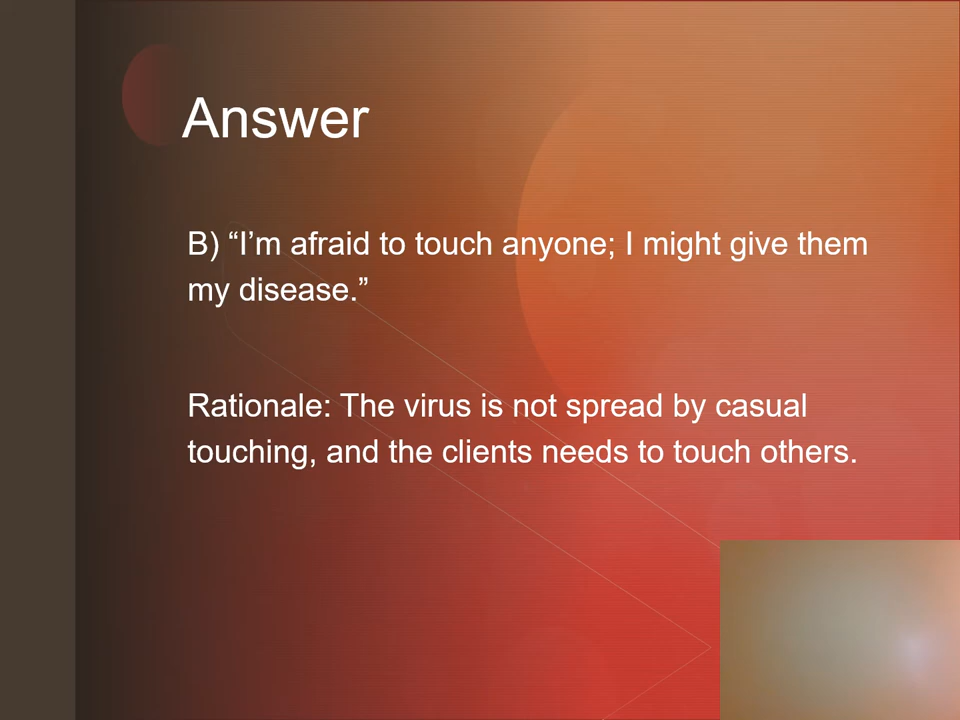 Answer
B) “I’m afraid to touch anyone; I might give them
my disease.”
Rationale: The virus is not spread by casual
touching, and the clients needs to touch others.